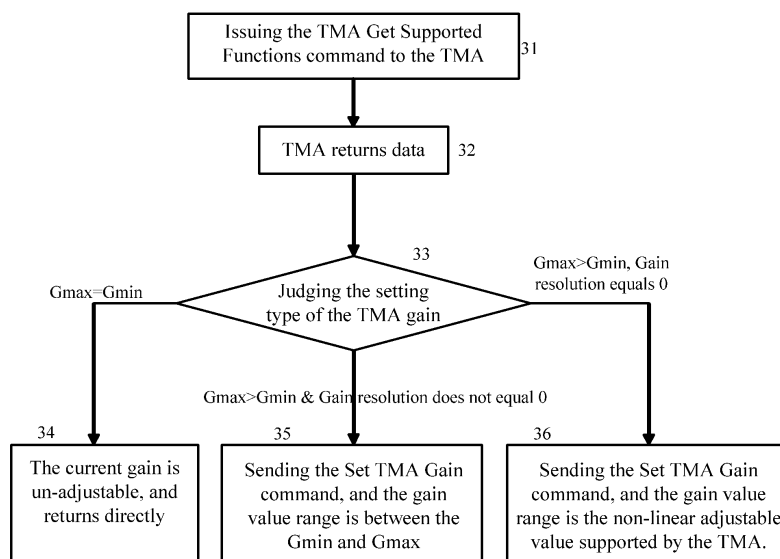 Issuing the TMA Get Supported
Functions command to the TMA
31
TMA returns data
32
33
Judging the setting
type of the TMA gain
Gmax=Gmin
Gmax>Gmin, Gain
resolution equals 0
Gmax>Gmin & Gain resolution does not equal 0
34
The current gain is
un-adjustable, and
returns directly
35
Sending the Set TMA Gain
command, and the gain
value range is between the
Gmin and Gmax
36
Sending the Set TMA Gain
command, and the gain value
range is the non-linear adjustable
value supported by the TMA.